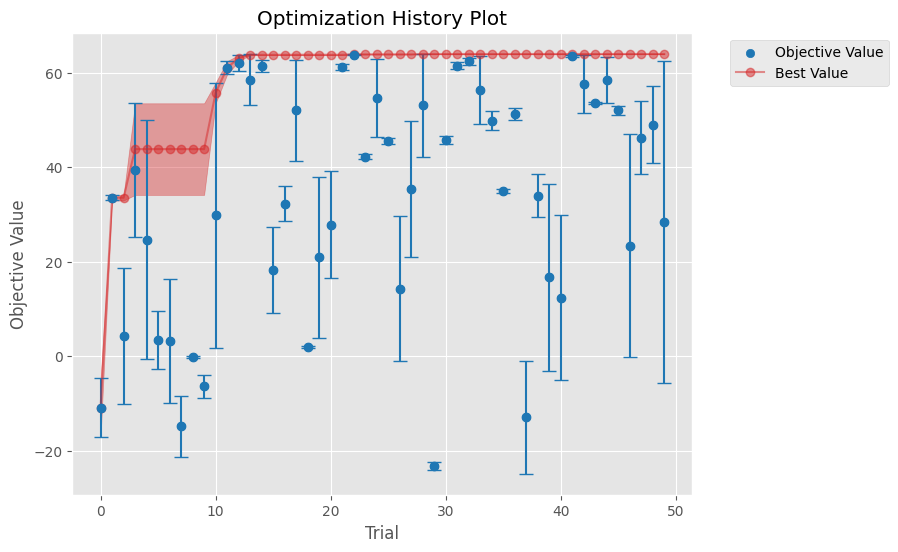 Optimization History Plot
Objective Value
Best Value
Objective Value
60
40
20
0
−20
0 10 20 30 40 50
Trial